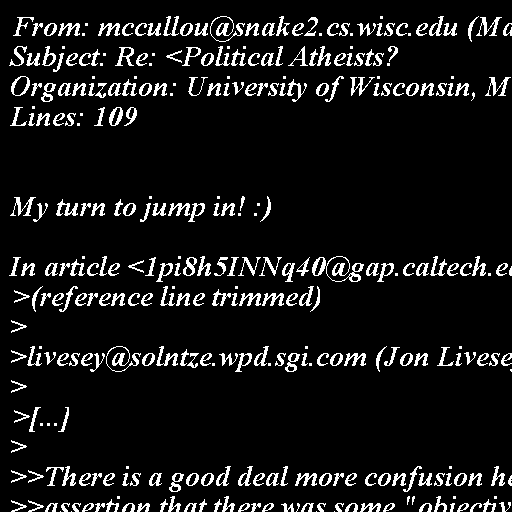 From: mccullou@snake2.cs.wisc.edu (Ma
Subject: Re: <Political Atheists?
Organization: University of Wisconsin, M
Lines: 109
My turn to jump in! :)
In article <1pi8h5INNq40@gap.caltech.e
>(reference line trimmed)
>
>livesey@solntze.wpd.sgi.com (Jon Livese
>
>[...]
>
>>There is a good deal more confusion he
>>assertion that there was some "objectiv